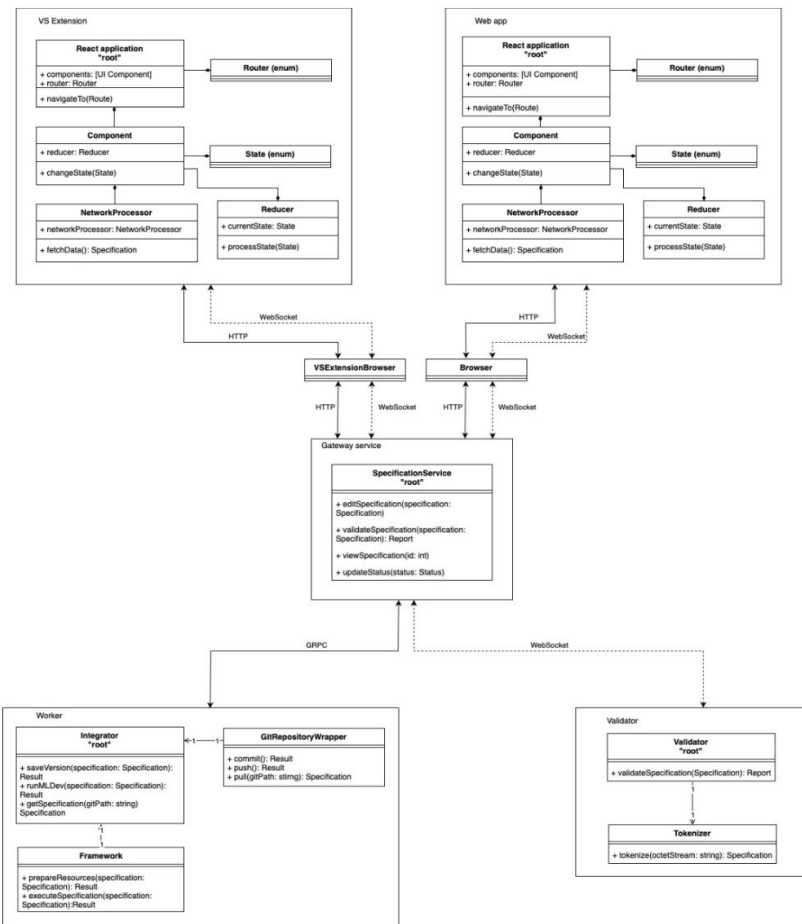 VS Extension
React application
"root"
+ components: [UI Component]
+ router: Router
+ navigateTo(Route)
Router (enum)
Component
+ reducer: Reducer
+ changeState(State)
State (enum)
NetworkProcessor
+ networkProcessor: NetworkProcessor
+ fetchData(): Specification
Reducer
+ currentState: State
+ processState(State)
Web app
React application
"root"
+ components: [UI Component]
+ router: Router
+ navigateTo(Route)
Router (enum)
Component
+ reducer: Reducer
+ changeState(State)
State (enum)
NetworkProcessor
+ networkProcessor: NetworkProcessor
+ fetchData(): Specification
Reducer
+ currentState: State
+ processState(State)
WebSocket
HTTP
HTTP
WebSocket
VSExtensionBrowser
Browser
HTTP
WebSocket
HTTP
WebSocket
Gateway service
SpecificationService
"root"
+ editSpecification(specification:
Specification)
+ validateSpecification(specification:
Specification): Report
+ viewSpecification(id: int)
+ updateStatus(status: Status)
GRPC
WebSocket
Worker
Integrator
"root"
+ saveVersion(specification: Specification):
Result
+ runMLDev(specification: Specification):
Result
+ getSpecification(gitPath: string)
Specification
1
1
GitRepositoryWrapper
+ commit(): Result
+ push(): Result
+ pull(gitPath: stirng): Specification
1
1
Framework
+ prepareResources(specification:
Specification): Result
+ executeSpecification(specification:
Specification):Result
Validator
Validator
"root"
+ validateSpecification(Specification): Report
1
1
Tokenizer
+ tokenize(octetStream: string): Specification